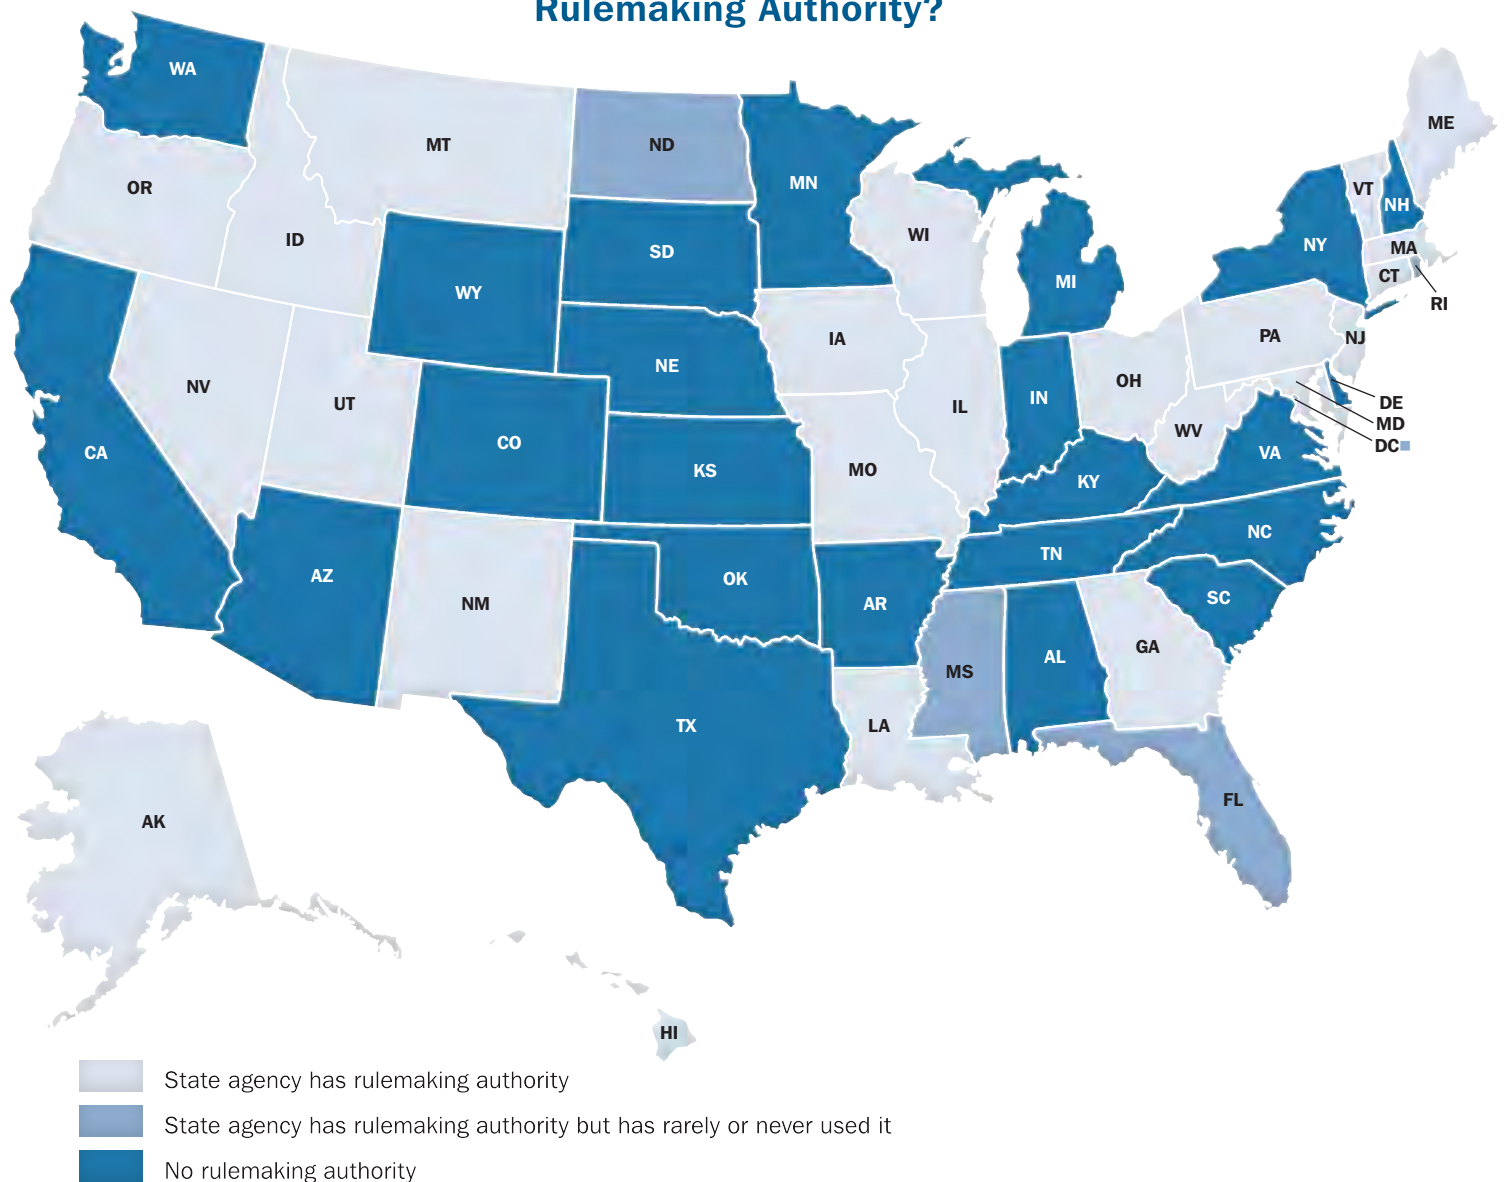 Rulemaking Authority?
WA
MT
ND
MN
ME
OR
ID
WY
SD
WI
MI
NY
VT
NH
MA
CT
RI
NV
UT
CO
NE
IA
IL
IN
OH
PA
NJ
DE
MD
DC
CA
KS
MO
KY
WV
VA
AZ
NM
OK
AR
TN
NC
SC
TX
LA
MS
AL
GA
FL
AK
HI
State agency has rulemaking authority
State agency has rulemaking authority but has rarely or never used it
No rulemaking authority